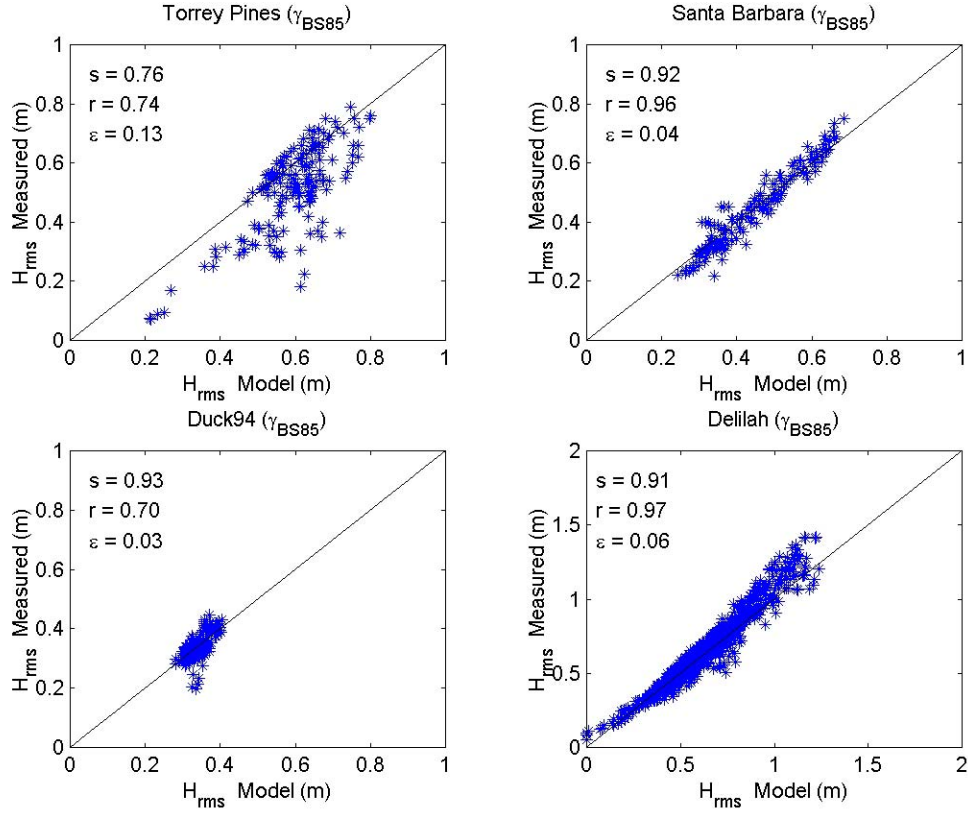 Torrey Pines (γBS85)
1
0.8
0.6
0.4
0.2
0
Hrms Measured (m)
s = 0.76
r = 0.74
ε = 0.13
0 0.2 0.4 0.6 0.8 1
Hrms Model (m)
Santa Barbara (γBS85)
1
0.8
0.6
0.4
0.2
0
Hrms Measured (m)
s = 0.92
r = 0.96
ε = 0.04
0 0.2 0.4 0.6 0.8 1
Hrms Model (m)
Duck94 (γBS85)
1
0.8
0.6
0.4
0.2
0
Hrms Measured (m)
s = 0.93
r = 0.70
ε = 0.03
0 0.2 0.4 0.6 0.8 1
Hrms Model (m)
Delilah (γBS85)
2
1.5
1
0.5
0
Hrms Measured (m)
s = 0.91
r = 0.97
ε = 0.06
0 0.5 1 1.5 2
Hrms Model (m)